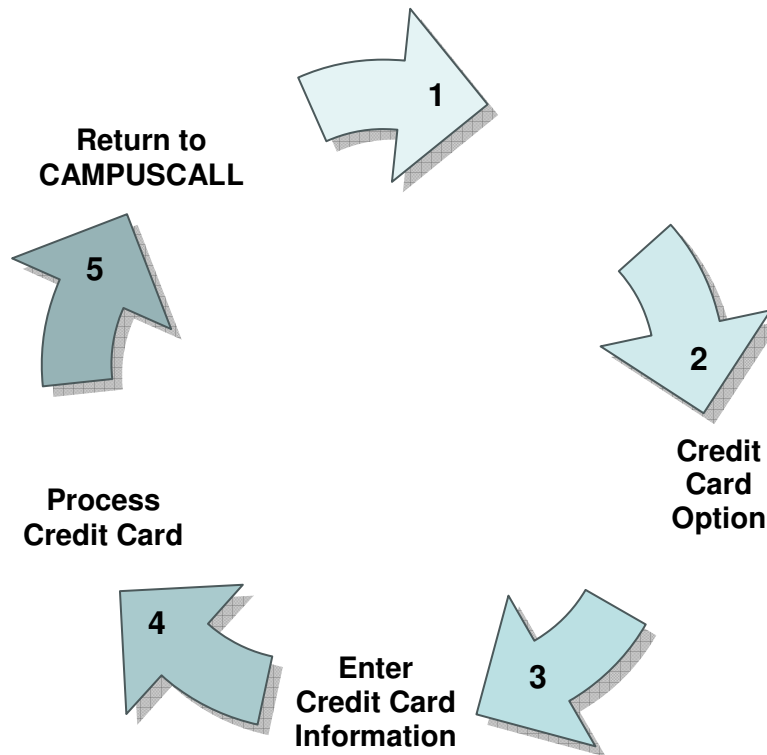 1
Return to
CAMPUSCALL
5
2
Credit
Card
Option
Process
Credit Card
4
3
Enter
Credit Card
Information